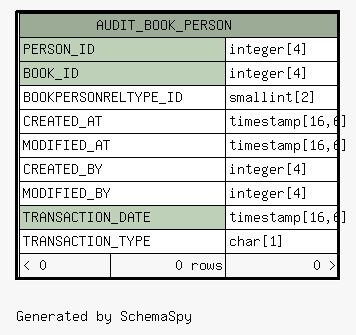 AUDIT_BOOK_PERSON
PERSON_ID integer[4]
BOOK_ID integer[4]
BOOKPERSONRELTYPE_ID smallint[2]
CREATED_AT timestamp[16,6]
MODIFIED_AT timestamp[16,6]
CREATED_BY integer[4]
MODIFIED_BY integer[4]
TRANSACTION_DATE timestamp[16,6]
TRANSACTION_TYPE char[1]
< 0 0 rows 0 >
Generated by SchemaSpy